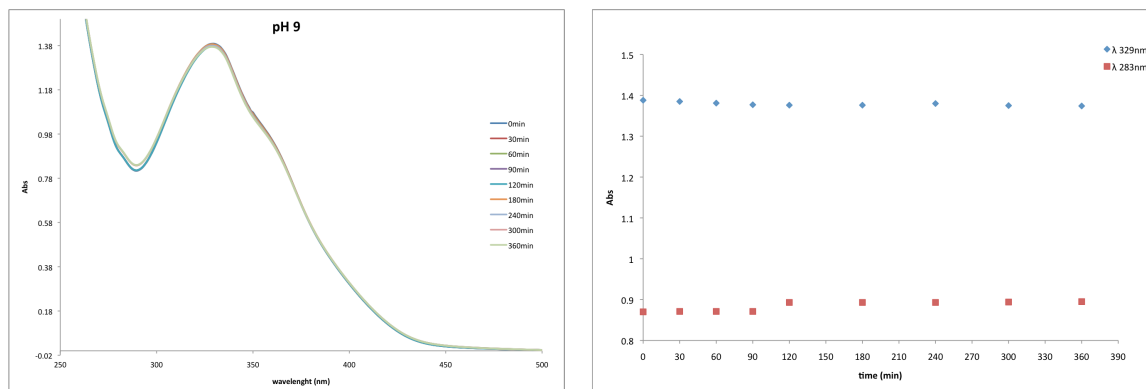 pH 9
1.38
1.18
0.98
0.78
0.58
0.38
0.18
-0.02
Abs
250
300
350
400
450
500
wavelenght (nm)
0min
30min
60min
90min
120min
180min
240min
300min
360min
1.5
1.4
1.3
1.2
1.1
1
0.9
0.8
Abs
0
30
60
90
120
150
180
210
240
270
300
330
360
390
time (min)
λ 329nm
λ 283nm